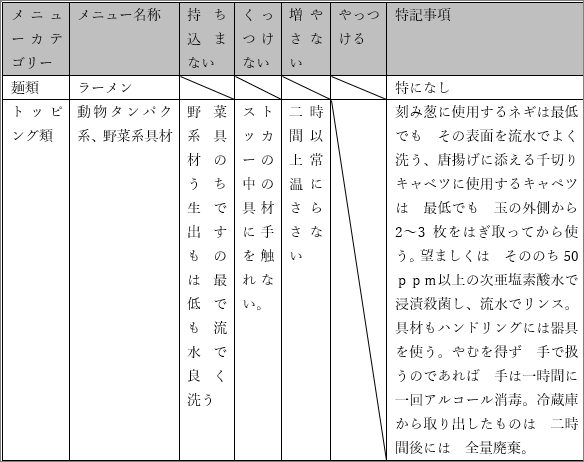 メニューカテゴリー
メニュー名称
持ち込まない
くっつけない
増やさない
やっつける
特記事項
麺類
ラーメン
特になし
トッピング類
動物タンパク系、野菜系具材
野菜系具材のうち生で出すものは最低でも流水で良く洗う
ストッカーの中の具材に手を触れない。
二時間以上常温にさらさない
刻み葱に使用するネギは最低
でも　その表面を流水でよく
洗う、唐揚げに添える千切り
キャベツに使用するキャベツ
は　最低でも　玉の外側から
2～3 枚をはぎ取ってから使
う。望ましくは　そののち 50
ｐｐｍ以上の次亜塩素酸水で
浸漬殺菌し、流水でリンス。
具材もハンドリングには器具
を使う。やむを得ず　手で扱
うのであれば　手は一時間に
一回アルコール消毒。冷蔵庫
から取り出したものは　二時
間後には　全量廃棄。